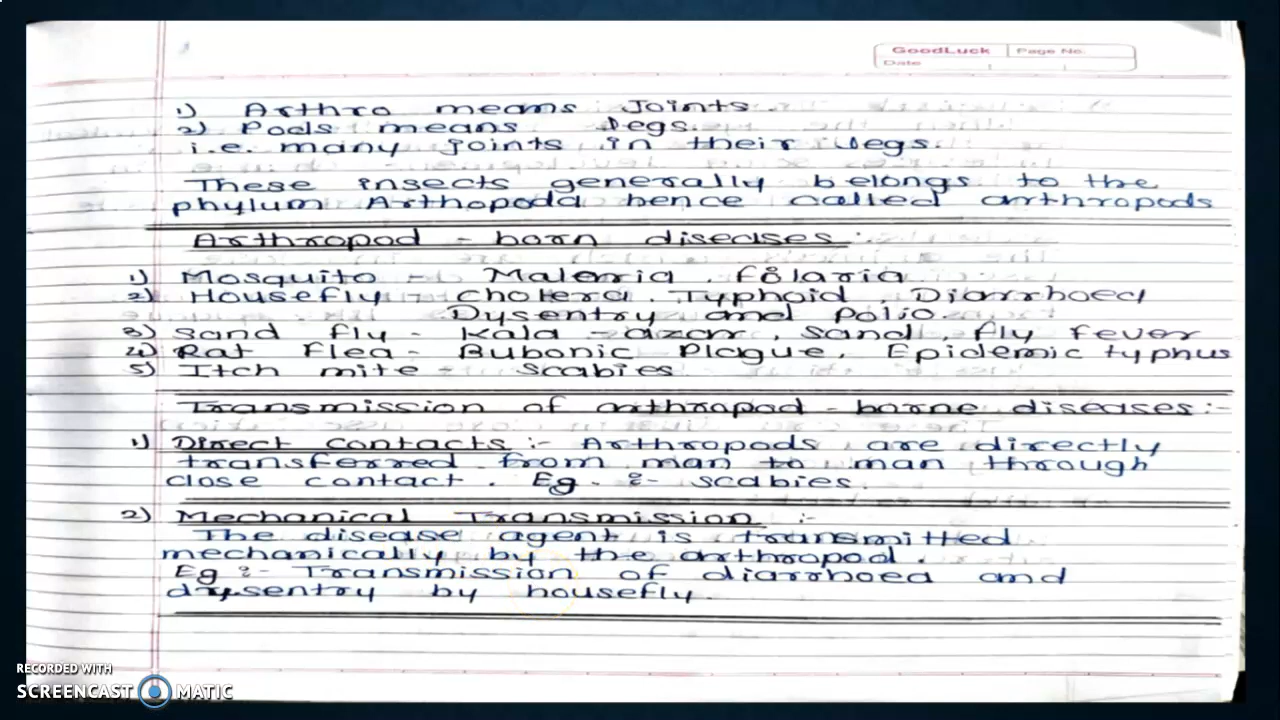 GoodLuck Page No.
Date
1) Arthro means Joints.
2) Pods means legs.
i.e. many joints in their legs.
These insects generally belongs to the
phylum Arthopoda hence called arthropods
Arthropod - born diseases :
1) Mosquito - Malaria, Filaria
2) Housefly - Cholera, Typhoid, Diarrhoea
Dysentry and Polio.
3) Sand fly - Kala - azar, Sand fly fever
4) Rat Flea - Bubonic Plague, Epidemic typhus
5) Itch mite - Scabies
Transmission of arthropod - borne diseases :-
1) Direct contacts :- Arthropods are directly
transferred from man to man through
close contact. Eg. :- scabies.
2) Mechanical Transmission :-
The disease agent is transmitted
mechanically by the arthropod.
Eg :- Transmission of diarrhoea and
dysentry by housefly.
RECORDED WITH
SCREENCAST MATIC